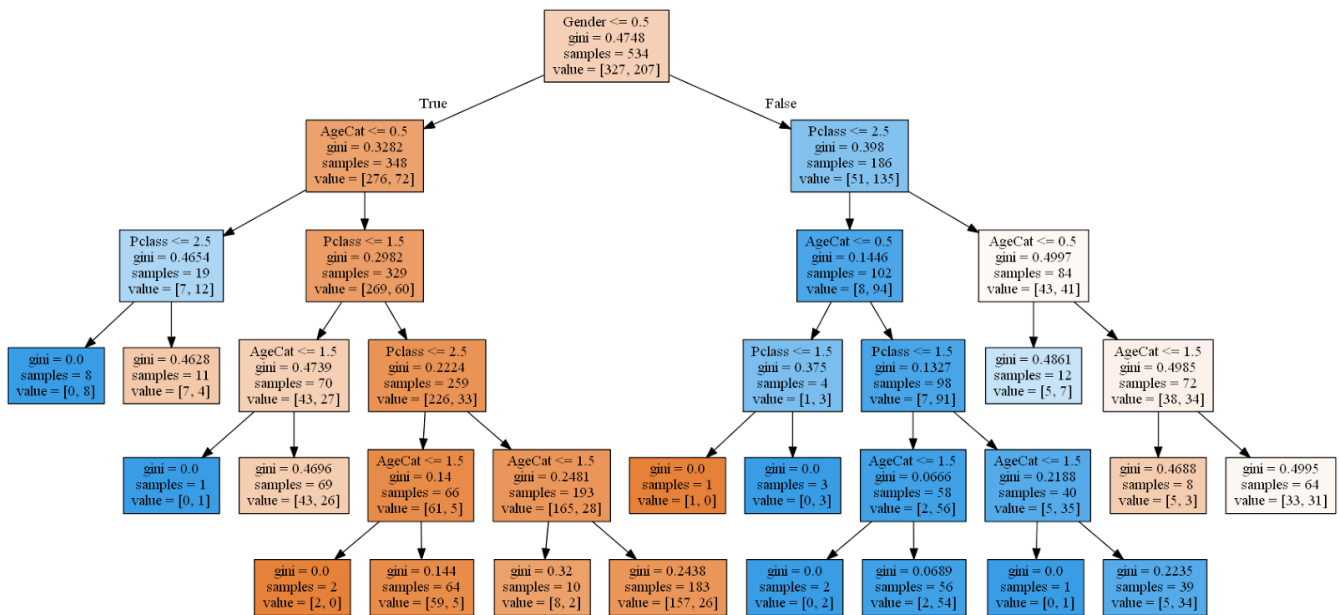 Gender <= 0.5
gini = 0.4748
samples = 534
value = [327, 207]
True
False
AgeCat <= 0.5
gini = 0.3282
samples = 348
value = [276, 72]
Pclass <= 2.5
gini = 0.398
samples = 186
value = [51, 135]
Pclass <= 2.5
gini = 0.4654
samples = 19
value = [7, 12]
Pclass <= 1.5
gini = 0.2982
samples = 329
value = [269, 60]
AgeCat <= 0.5
gini = 0.1446
samples = 102
value = [8, 94]
AgeCat <= 0.5
gini = 0.4997
samples = 84
value = [43, 41]
gini = 0.0
samples = 8
value = [0, 8]
gini = 0.4628
samples = 11
value = [7, 4]
AgeCat <= 1.5
gini = 0.4739
samples = 70
value = [43, 27]
Pclass <= 2.5
gini = 0.2224
samples = 259
value = [226, 33]
Pclass <= 1.5
gini = 0.375
samples = 4
value = [1, 3]
Pclass <= 1.5
gini = 0.1327
samples = 98
value = [7, 91]
gini = 0.4861
samples = 12
value = [5, 7]
AgeCat <= 1.5
gini = 0.4985
samples = 72
value = [38, 34]
gini = 0.0
samples = 1
value = [0, 1]
gini = 0.4696
samples = 69
value = [43, 26]
AgeCat <= 1.5
gini = 0.14
samples = 66
value = [61, 5]
AgeCat <= 1.5
gini = 0.2481
samples = 193
value = [165, 28]
gini = 0.0
samples = 1
value = [1, 0]
gini = 0.0
samples = 3
value = [0, 3]
AgeCat <= 1.5
gini = 0.0666
samples = 58
value = [2, 56]
AgeCat <= 1.5
gini = 0.2188
samples = 40
value = [5, 35]
gini = 0.4688
samples = 8
value = [5, 3]
gini = 0.4995
samples = 64
value = [33, 31]
gini = 0.0
samples = 2
value = [2, 0]
gini = 0.144
samples = 64
value = [59, 5]
gini = 0.32
samples = 10
value = [8, 2]
gini = 0.2438
samples = 183
value = [157, 26]
gini = 0.0
samples = 2
value = [0, 2]
gini = 0.0689
samples = 56
value = [2, 54]
gini = 0.0
samples = 1
value = [0, 1]
gini = 0.2235
samples = 39
value = [5, 34]